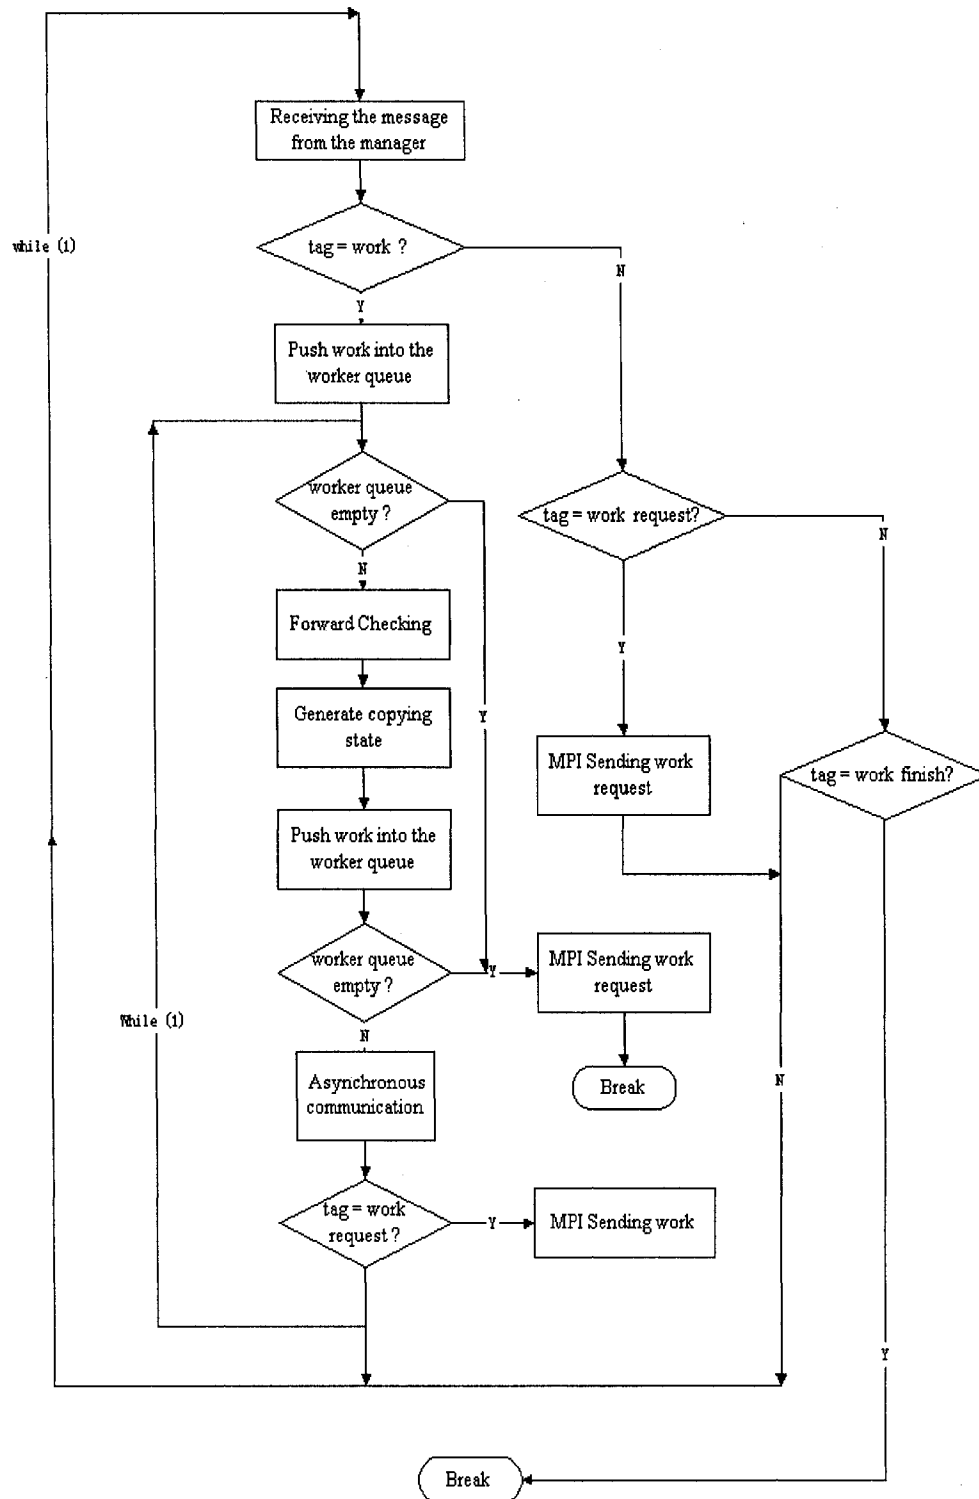 Receiving the message
from the manager
while (1)
tag = work ?
N
Y
Push work into the
worker queue
worker queue
empty ?
tag = work request?
N
N
Forward Checking
Y
Generate copying
state
Y
MPI Sending work
request
tag = work finish?
Push work into the
worker queue
worker queue
empty ?
Y
MPI Sending work
request
While (1)
N
Asynchronous
communication
Break
N
tag = work
request ?
Y
MPI Sending work
Y
Break